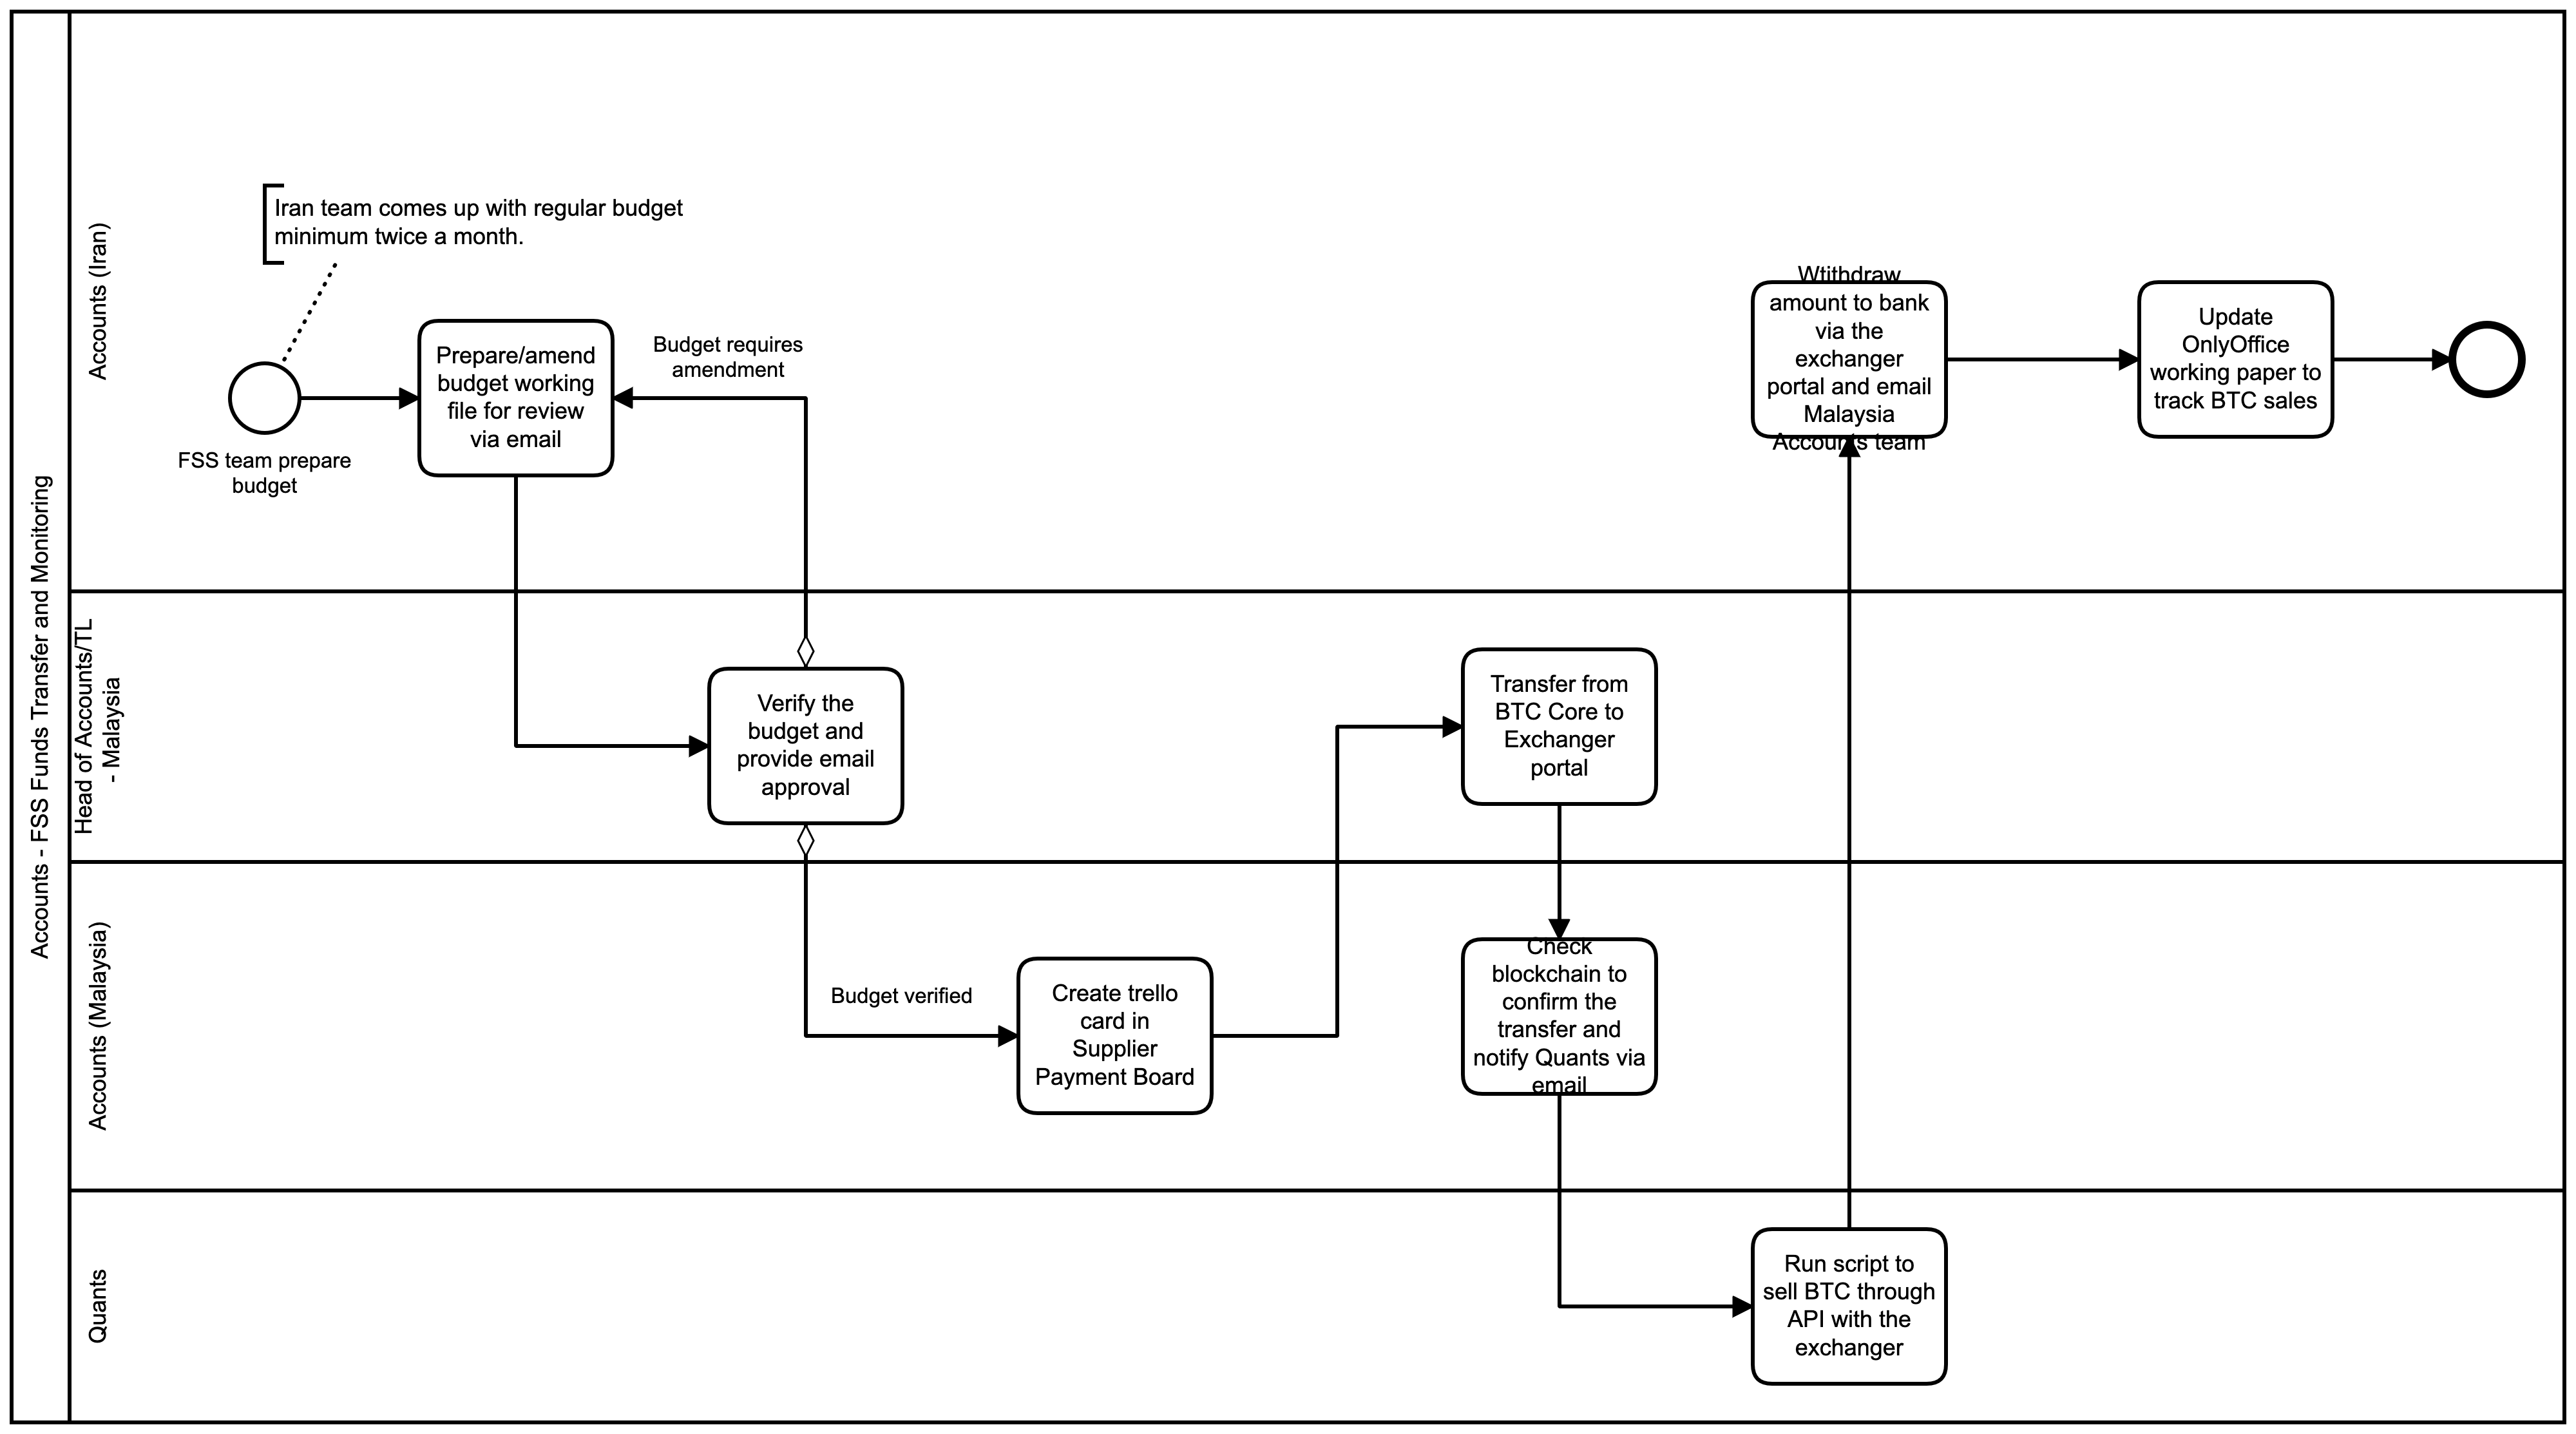 Accounts - FSS Funds Transfer and Monitoring
Accounts (Iran)
Iran team comes up with regular budget
minimum twice a month.
FSS team prepare
budget
Prepare/amend
budget working
file for review
via email
Budget requires
amendment
Wtithdraw
amount to bank
via the
exchanger
portal and email
Malaysia
Accounts team
Update
OnlyOffice
working paper to
track BTC sales
Head of Accounts/TL
- Malaysia
Verify the
budget and
provide email
approval
Transfer from
BTC Core to
Exchanger
portal
Accounts (Malaysia)
Budget verified
Create trello
card in
Supplier
Payment Board
Check
blockchain to
confirm the
transfer and
notify Quants via
email
Quants
Run script to
sell BTC through
API with the
exchanger